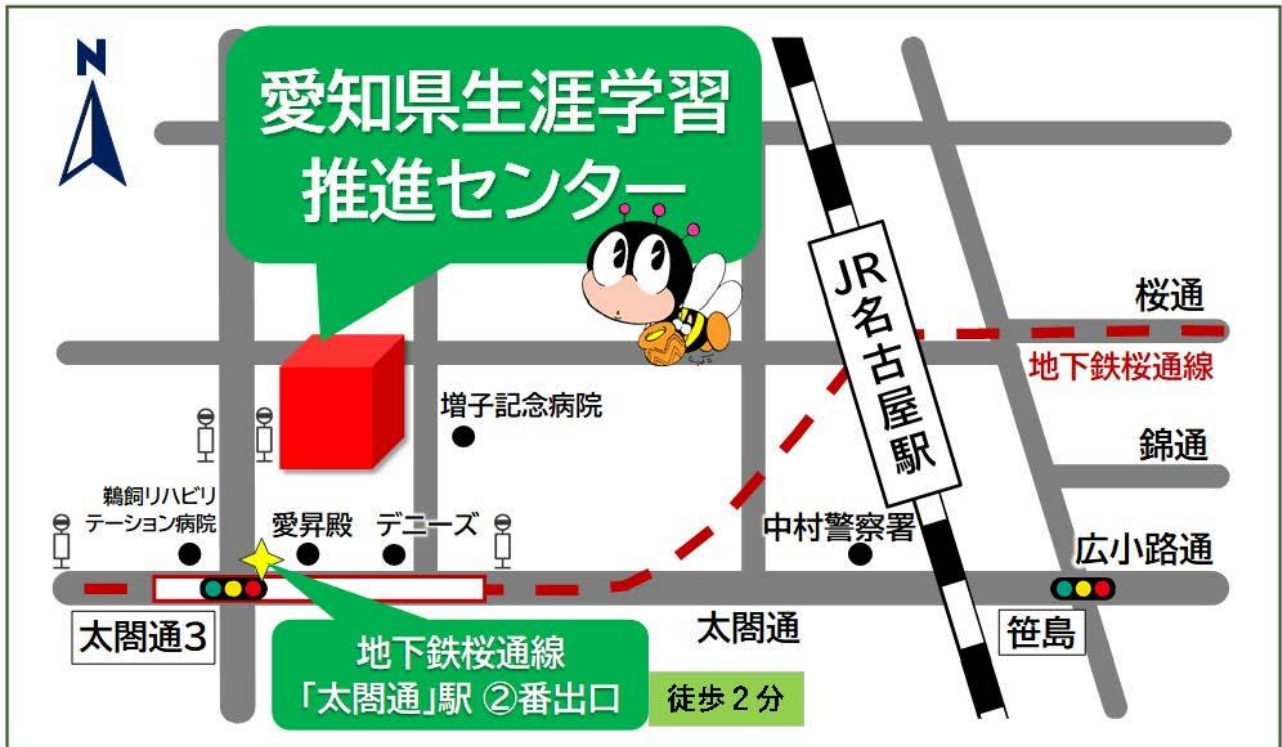 N
愛知県生涯学習
推進センター
JR名古屋駅
桜通
地下鉄桜通線
増子記念病院
錦通
鵜飼リハビリ
テーション病院
愛昇殿
デニーズ
中村警察署
広小路通
太閤通3
太閤通
笹島
地下鉄桜通線
「太閤通」駅 ②番出口
徒歩2分